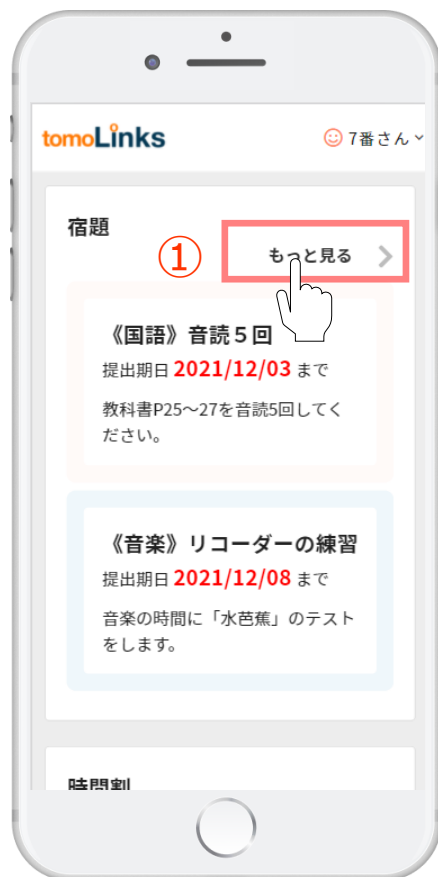 tomoLinks
7番さん
宿題
①
もっと見る
《国語》音読５回
提出期日 2021/12/03 まで
教科書P25～27を音読5回してく
ださい。
《音楽》リコーダーの練習
提出期日 2021/12/08 まで
音楽の時間に「水芭蕉」のテスト
をします。
時間割